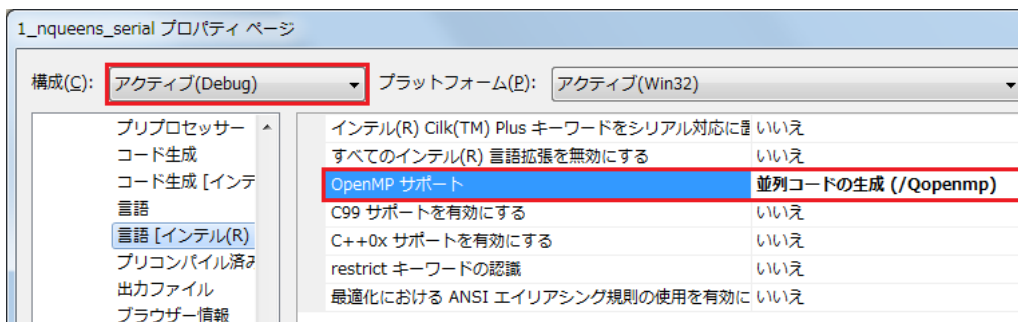 1_nqueens_serial プロパティ ページ
構成(C): アクティブ(Debug) プラットフォーム(P): アクティブ(Win32)
プリプロセッサー
コード生成
コード生成 [インテ
言語
言語 [インテル(R)
プリコンパイル済み
出力ファイル
ブラウザー情報
インテル(R) Cilk(TM) Plus キーワードをシリアル対応に置 いいえ
すべてのインテル(R) 言語拡張を無効にする いいえ
OpenMP サポート 並列コードの生成 (/Qopenmp)
C99 サポートを有効にする いいえ
C++0x サポートを有効にする いいえ
restrict キーワードの認識 いいえ
最適化における ANSI エイリアシング規則の使用を有効に いいえ